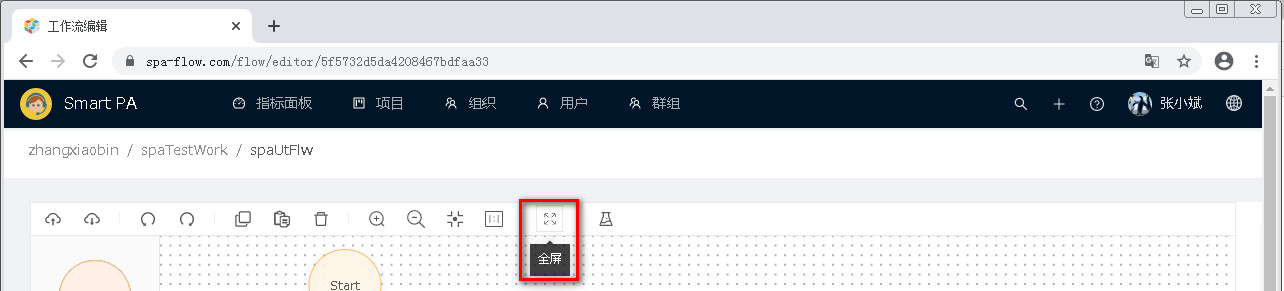 工作流编辑
spa-flow.com/flow/editor/5f5732d5da4208467bdfaa33
Smart PA 指标面板 项目 组织 用户 群组 张小斌
zhangxiaobin / spaTestWork / spaUtFlw
全屏
Start